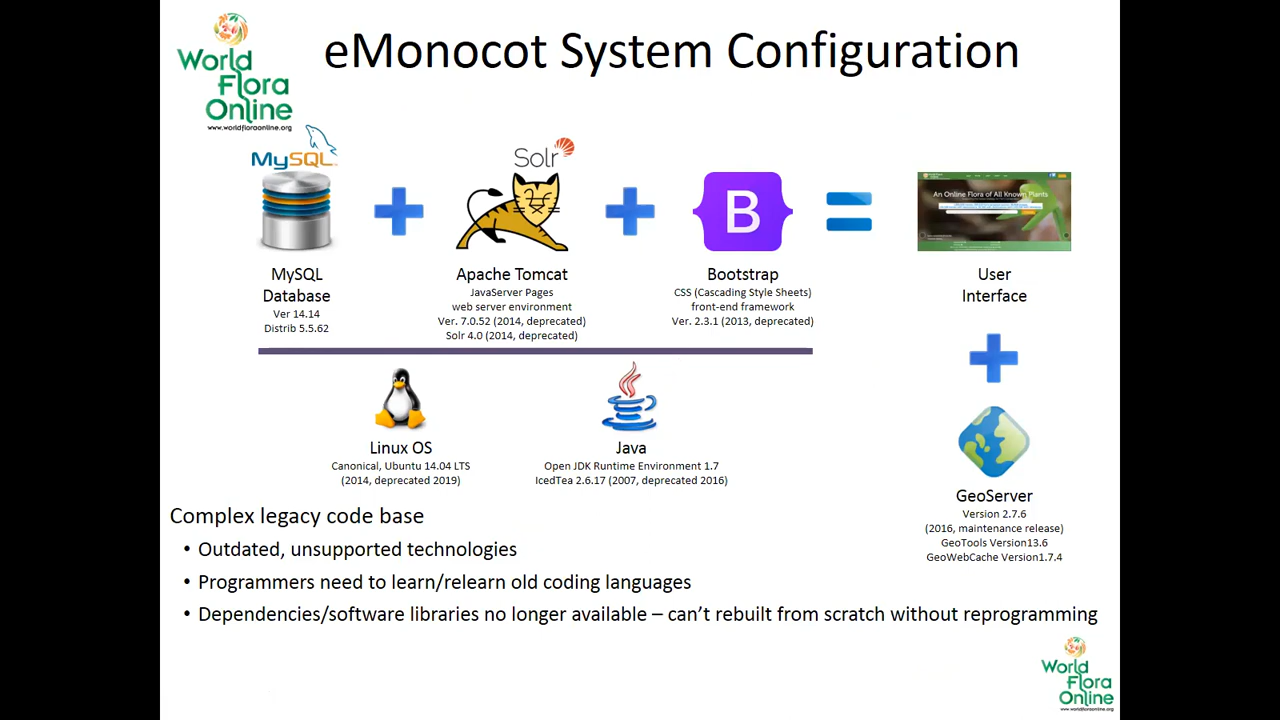 World
Flora
Online
www.worldfloraonline.org
eMonocot System Configuration
MySQL
Solr
B
An Online Flora of All Known Plants
MySQL
Database
Ver 14.14
Distrib 5.5.62
Apache Tomcat
JavaServer Pages
web server environment
Ver. 7.0.52 (2014, deprecated)
Solr 4.0 (2014, deprecated)
Bootstrap
CSS (Cascading Style Sheets)
front-end framework
Ver. 2.3.1 (2013, deprecated)
User
Interface
Linux OS
Canonical, Ubuntu 14.04 LTS
(2014, deprecated 2019)
Java
Open JDK Runtime Environment 1.7
IcedTea 2.6.17 (2007, deprecated 2016)
GeoServer
Version 2.7.6
(2016, maintenance release)
GeoTools Version13.6
GeoWebCache Version1.7.4
Complex legacy code base
• Outdated, unsupported technologies
• Programmers need to learn/relearn old coding languages
• Dependencies/software libraries no longer available – can’t rebuilt from scratch without reprogramming
World
Flora
Online
www.worldfloraonline.org